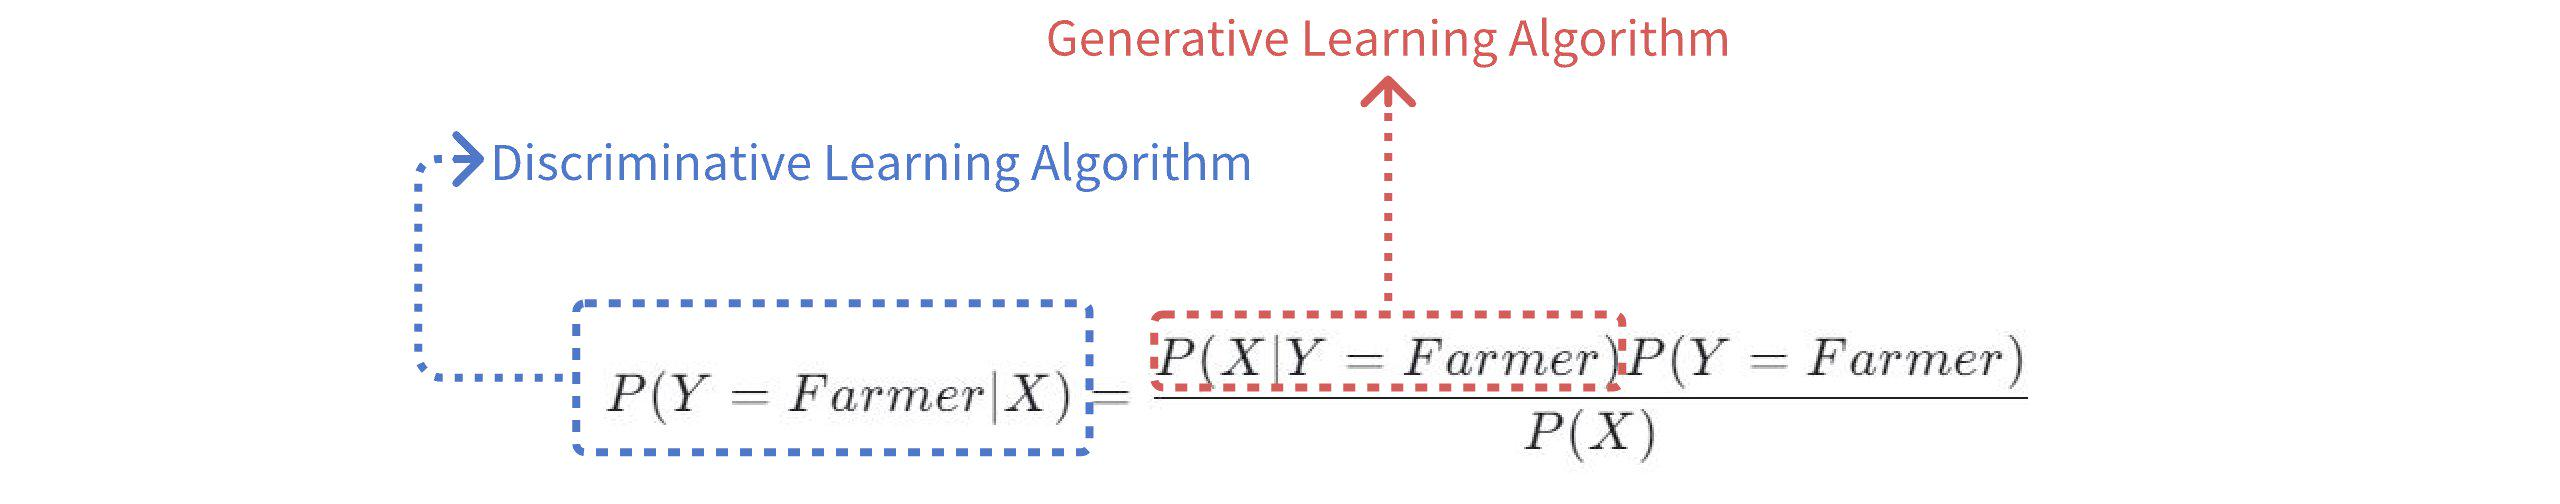 Generative Learning Algorithm
Discriminative Learning Algorithm
P(X|Y = Farmer)P(Y = Farmer)
P(Y = Farmer|X) =
P(X)